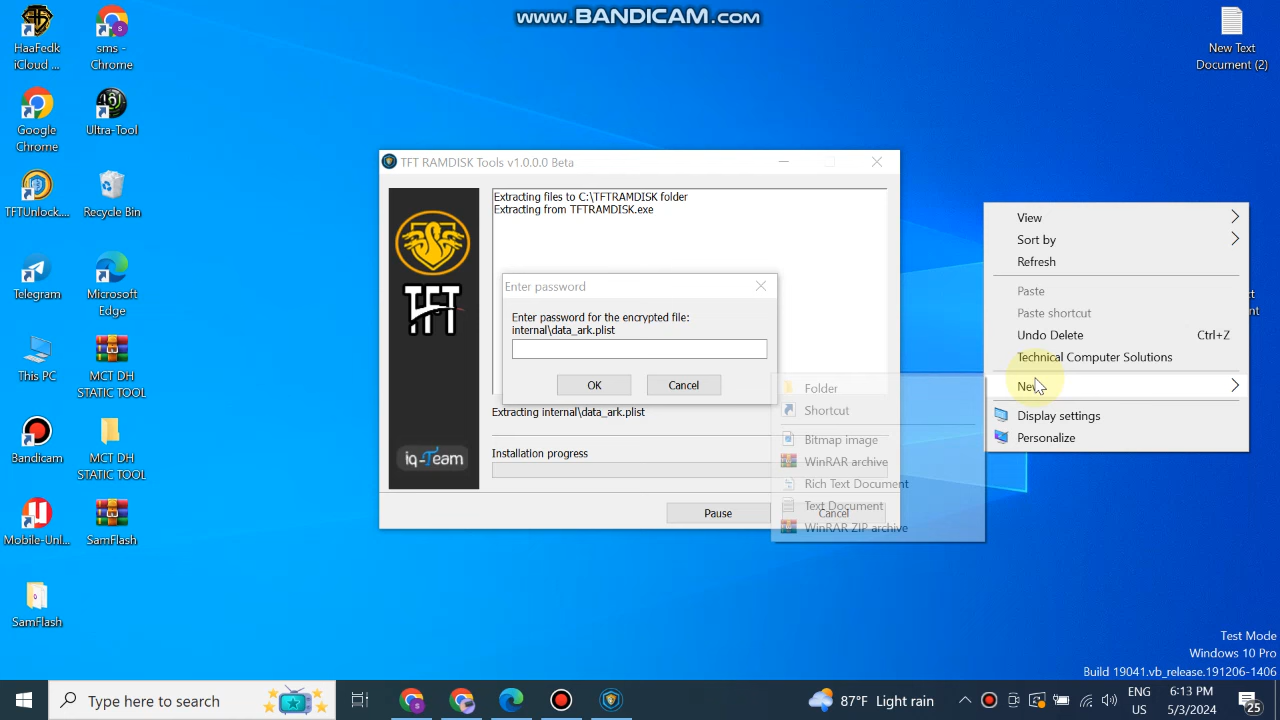 www.BANDICAM.com
HaaFedk
iCloud ...
sms -
Chrome
New Text
Document (2)
Google
Chrome
Ultra-Tool
TFTUnlock....
Recycle Bin
Telegram
Microsoft
Edge
This PC
MCT DH
STATIC TOOL
Bandicam
MCT DH
STATIC TOOL
Mobile-Unl...
SamFlash
SamFlash
TFT RAMDISK Tools v1.0.0.0 Beta
Extracting files to C:\TFTRAMDISK folder
Extracting from TFTRAMDISK.exe
TFT
iq-Team
Enter password
Enter password for the encrypted file:
internal\data_ark.plist
OK
Cancel
Extracting internal\data_ark.plist
Installation progress
Pause
Cancel
View
Sort by
Refresh
Paste
Paste shortcut
Undo Delete
Ctrl+Z
Technical Computer Solutions
New
Display settings
Personalize
Folder
Shortcut
Bitmap image
WinRAR archive
Rich Text Document
Text Document
WinRAR ZIP archive
Test Mode
Windows 10 Pro
Build 19041.vb_release.191206-1406
Type here to search
87°F Light rain
ENG
US
6:13 PM
5/3/2024
25